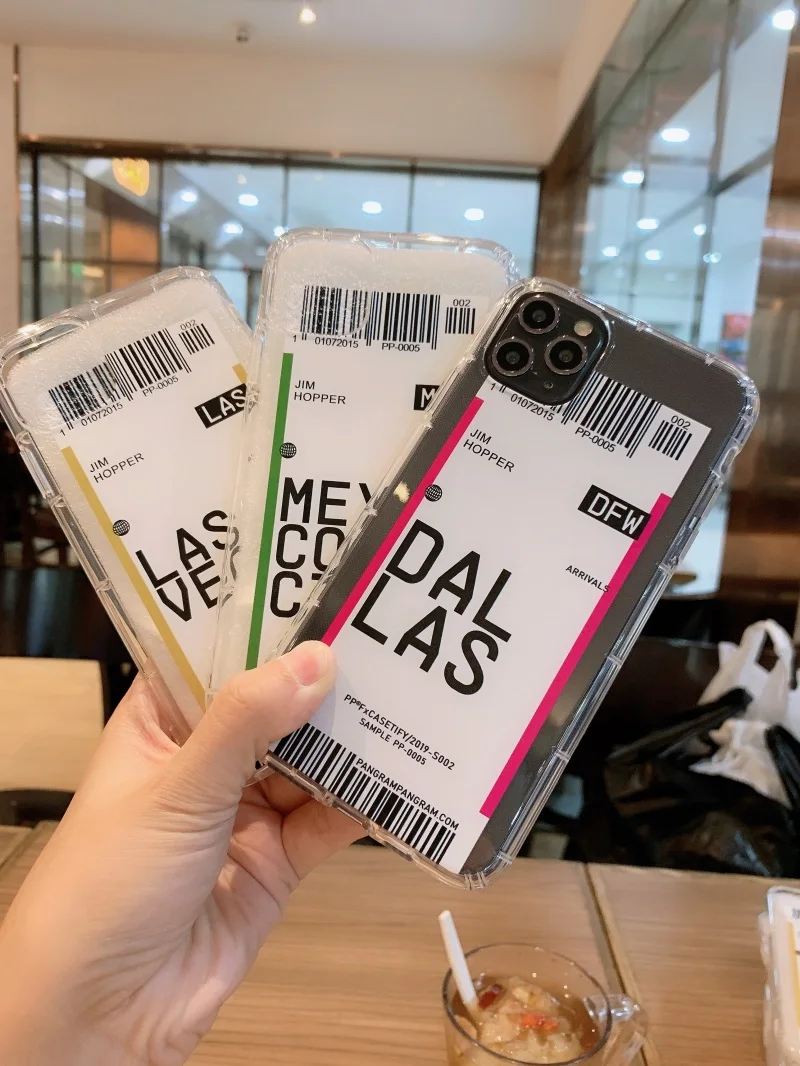 002
1 01072015 PP-0005
JIM
HOPPER
LAS
LAS
VE
002
1 01072015 PP-0005
JIM
HOPPER
M
MEX
CO
C
002
1 01072015 PP-0005
JIM
HOPPER
DFW
ARRIVALS
DAL
LAS
PP®FxCASETIFY/2019-S002
SAMPLE PP-0005
PANGRAMPANGRAM.COM